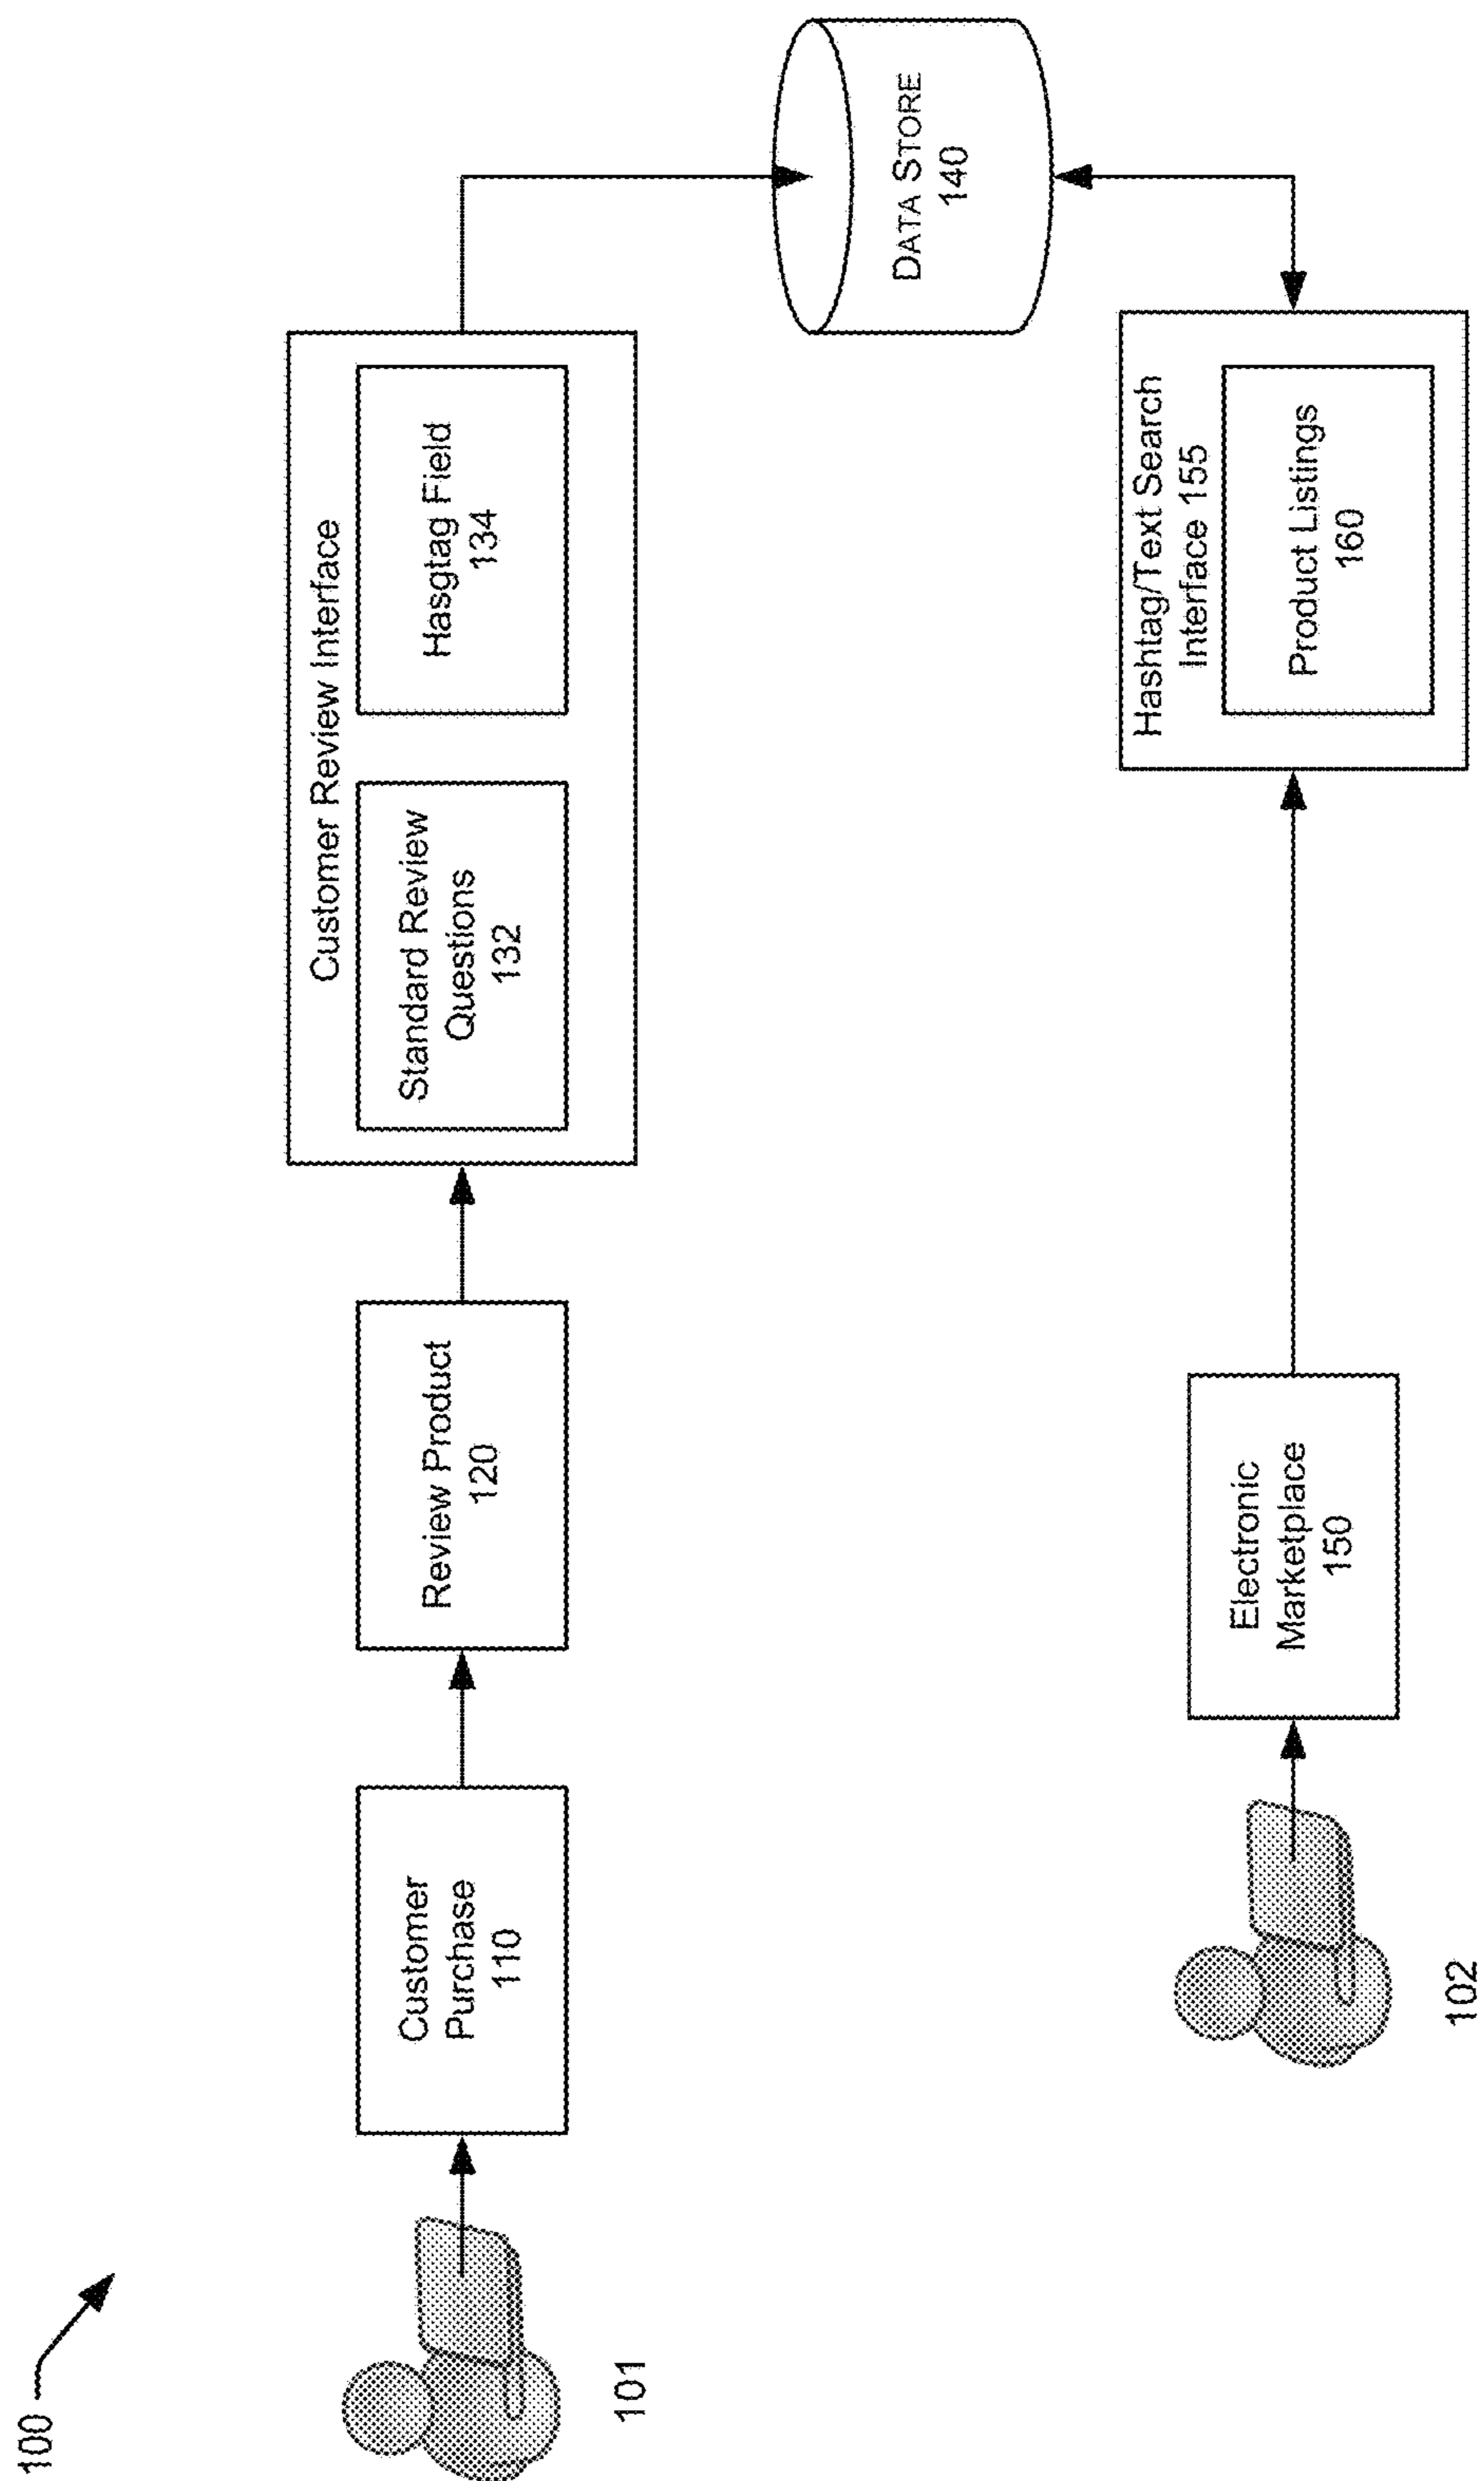 100
101
Customer
Purchase
110
Review Product
120
Customer Review Interface
Standard Review
Questions
132
Hasgtag Field
134
DATA STORE
140
102
Electronic
Marketplace
150
Hashtag/Text Search
Interface 155
Product Listings
160